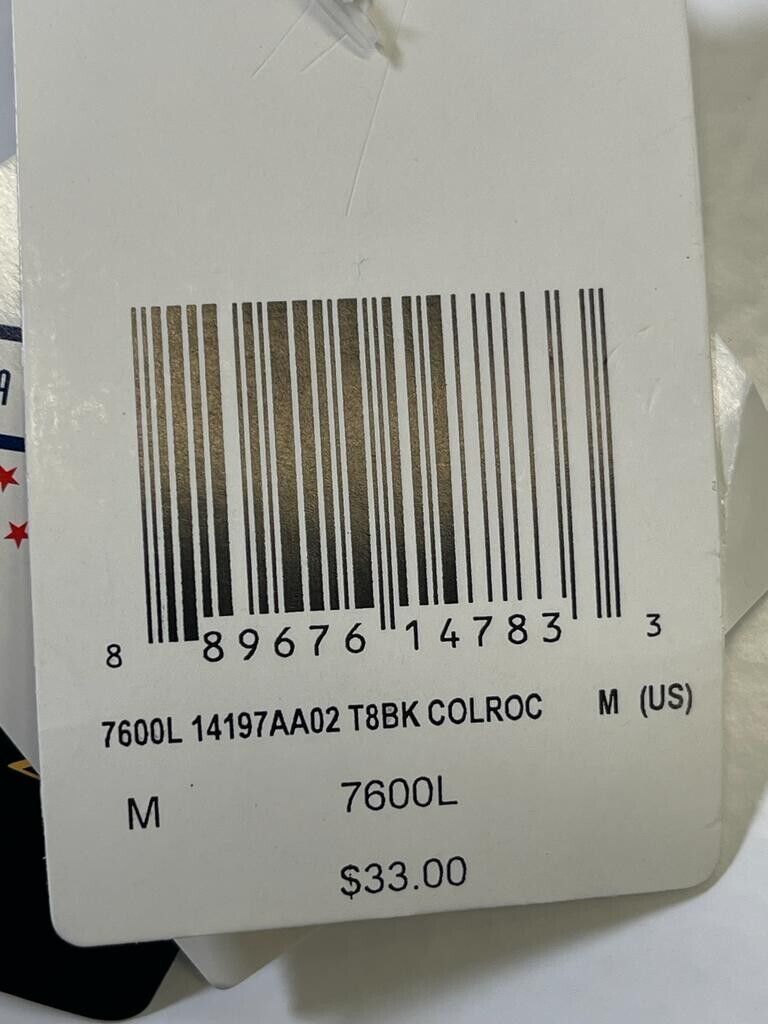 A
8 89676 14783 3
7600L 14197AA02 T8BK COLROC M (US)
M 7600L
$33.00